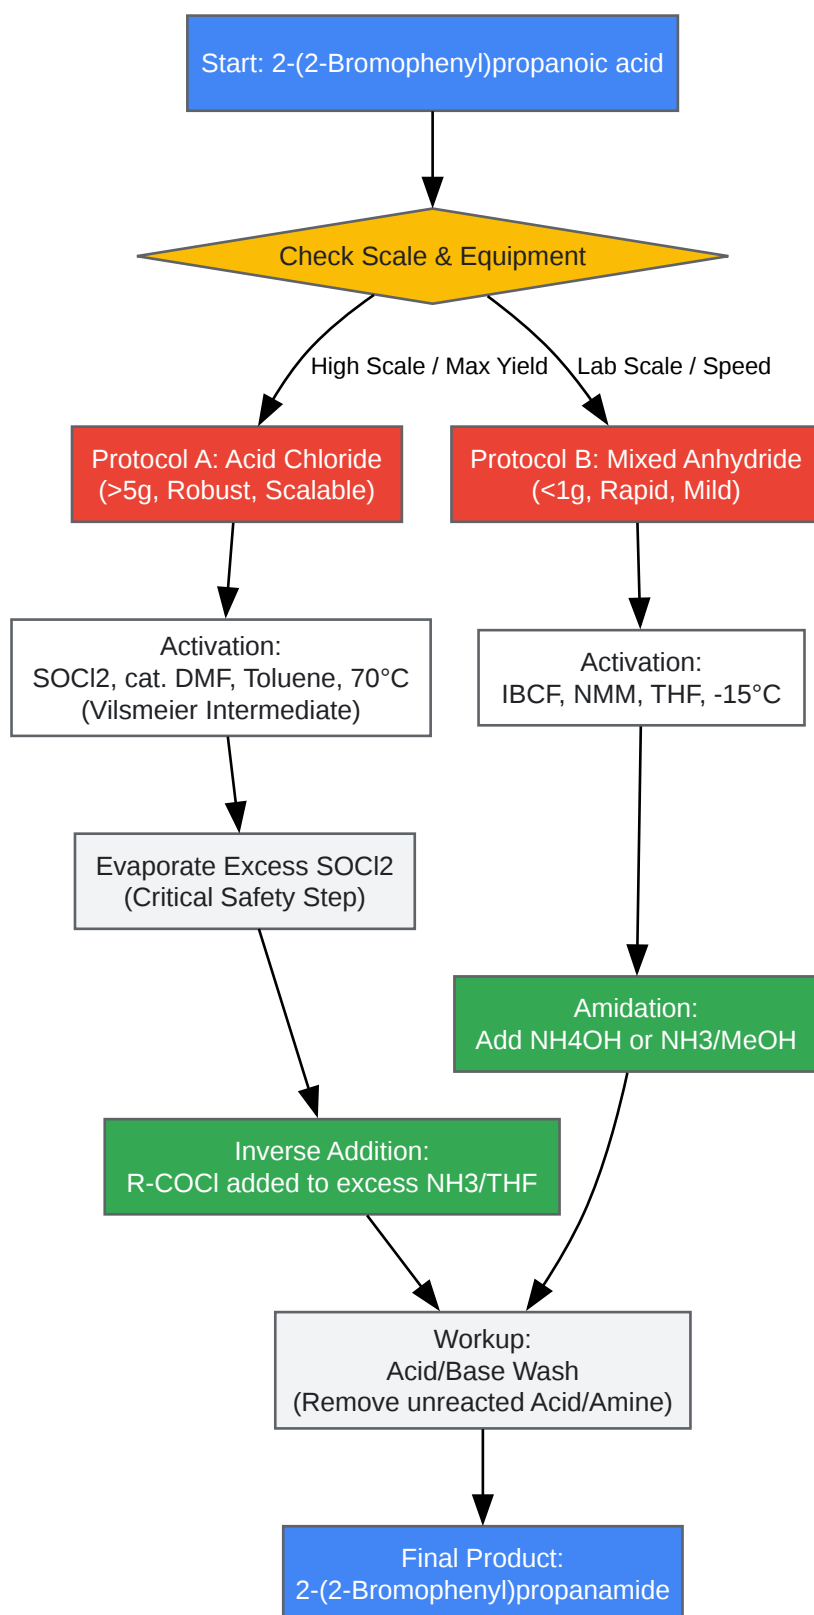 Start: 2-(2-Bromophenyl)propanoic acid
Check Scale & Equipment
High Scale / Max Yield
Lab Scale / Speed
Protocol A: Acid Chloride
(>5g, Robust, Scalable)
Protocol B: Mixed Anhydride
(<1g, Rapid, Mild)
Activation:
SOCl2, cat. DMF, Toluene, 70°C
(Vilsmeier Intermediate)
Activation:
IBCF, NMM, THF, -15°C
Evaporate Excess SOCl2
(Critical Safety Step)
Amidation:
Add NH4OH or NH3/MeOH
Inverse Addition:
R-COCl added to excess NH3/THF
Workup:
Acid/Base Wash
(Remove unreacted Acid/Amine)
Final Product:
2-(2-Bromophenyl)propanamide